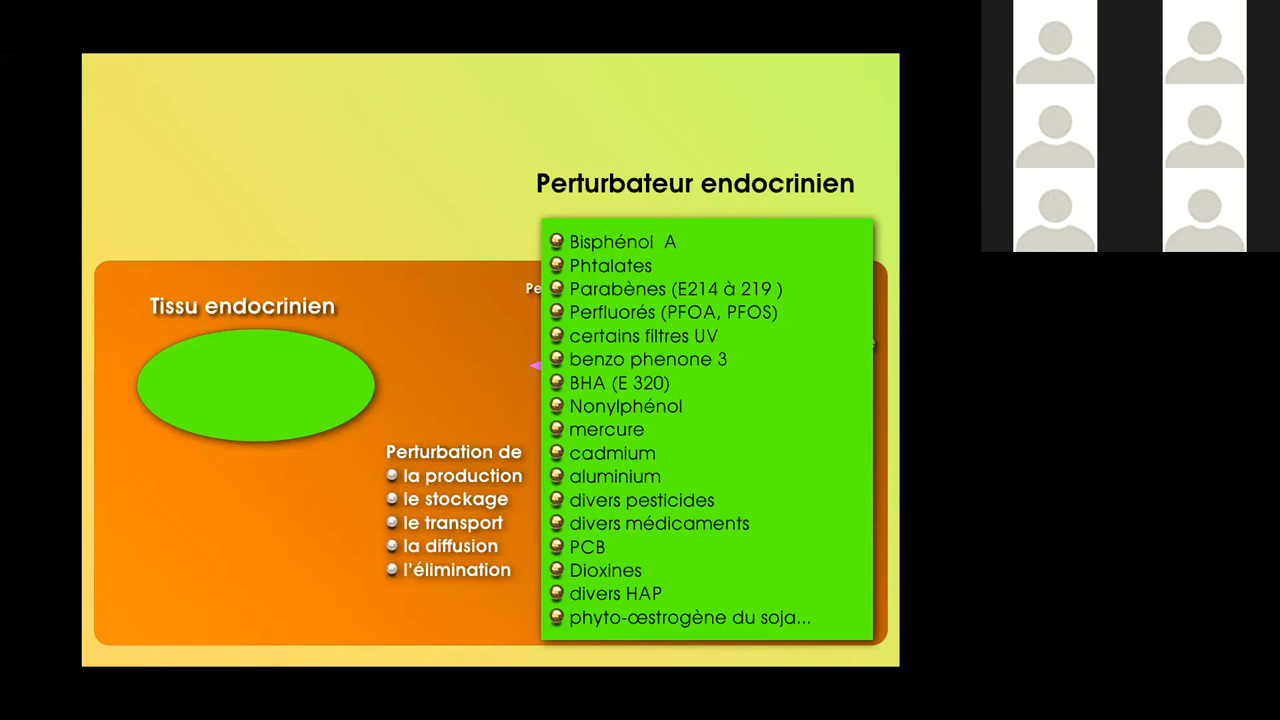 Perturbateur endocrinien
Tissu endocrinien
Perturbation de
la production
le stockage
le transport
la diffusion
l'élimination
Bisphénol A
Phtalates
Parabènes (E214 à 219 )
Perfluorés (PFOA, PFOS)
certains filtres UV
benzo phenone 3
BHA (E 320)
Nonylphénol
mercure
cadmium
aluminium
divers pesticides
divers médicaments
PCB
Dioxines
divers HAP
phyto-œstrogène du soja...